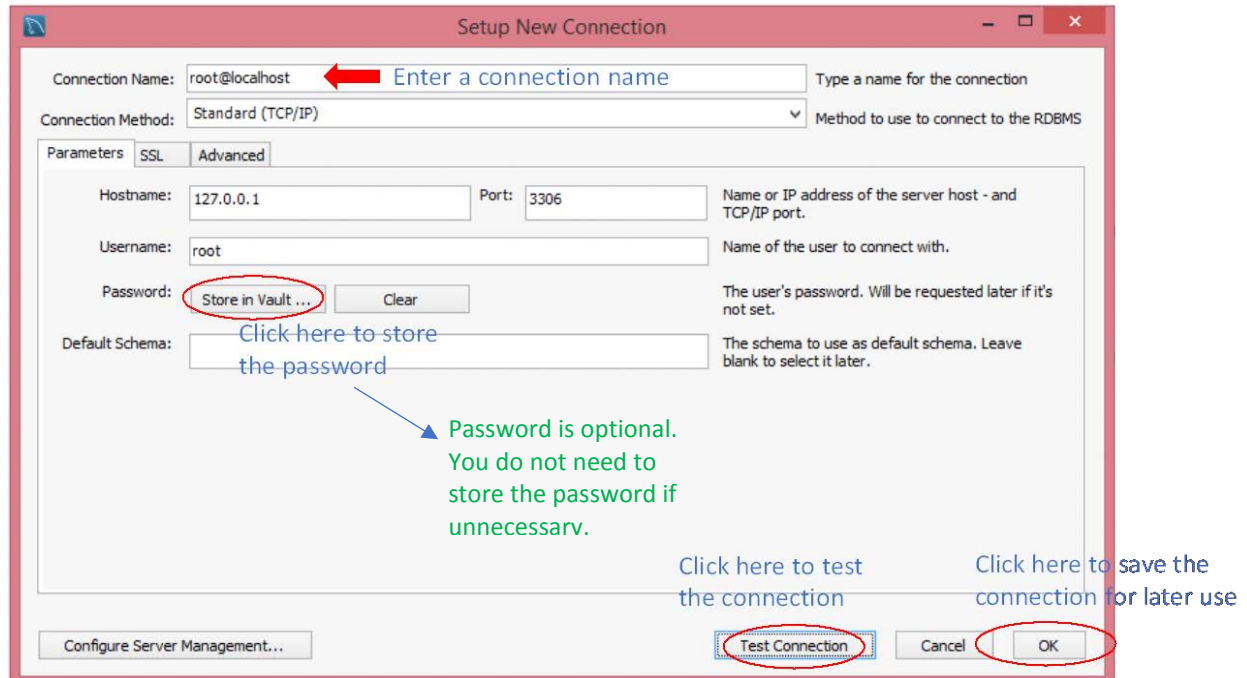 Setup New Connection
Connection Name: root@localhost Enter a connection name Type a name for the connection
Connection Method: Standard (TCP/IP) Method to use to connect to the RDBMS
Parameters SSL Advanced
Hostname: 127.0.0.1 Port: 3306 Name or IP address of the server host - and
TCP/IP port.
Username: root Name of the user to connect with.
Password: Store in Vault ... Clear The user's password. Will be requested later if it's
not set.
Click here to store
the password
Default Schema: The schema to use as default schema. Leave
blank to select it later.
Password is optional.
You do not need to
store the password if
unnecessary.
Click here to test
the connection
Click here to save the
connection for later use
Configure Server Management... Test Connection Cancel OK